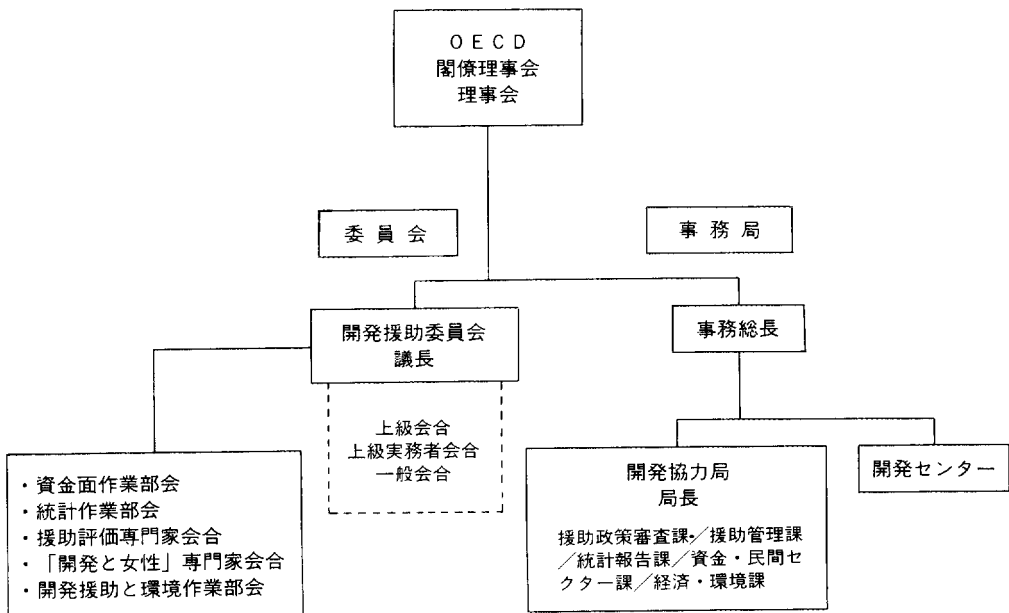 OECD
閣僚理事会
理事会
委員会
事務局
開発援助委員会
議長
事務総長
上級会合
上級実務者会合
一般会合
・資金面作業部会
・統計作業部会
・援助評価専門家会合
・「開発と女性」専門家会合
・開発援助と環境作業部会
開発協力局
局長
援助政策審査課/援助管理課
/統計報告課/資金・民間セ
クター課/経済・環境課
開発センター